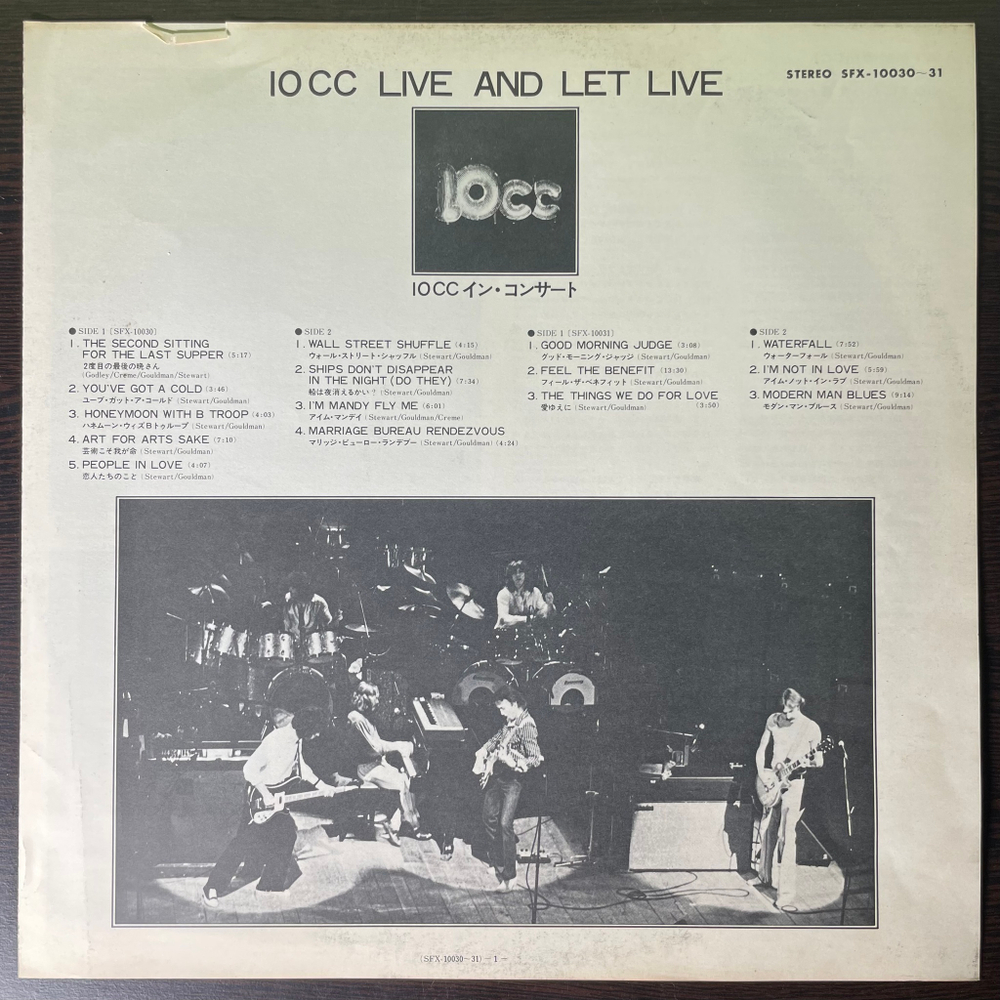 10CC LIVE AND LET LIVE
STEREO SFX-10030~31
10cc
10CC イン・コンサート
● SIDE 1 [SFX-10030]
1. THE SECOND SITTING
FOR THE LAST SUPPER (5:17)
2度目の最後の晩さん
(Godley/Creme/Gouldman/Stewart)
2. YOU'VE GOT A COLD (3:46)
ユーブ・ガット・ア・コールド (Stewart/Gouldman)
3. HONEYMOON WITH B TROOP (4:03)
ハネムーン・ウィズBトゥループ (Stewart/Gouldman)
4. ART FOR ARTS SAKE (7:10)
芸術こそ我が命 (Stewart/Gouldman)
5. PEOPLE IN LOVE (4:07)
恋人たちのこと (Stewart/Gouldman)
● SIDE 2
1. WALL STREET SHUFFLE (4:15)
ウォール・ストリート・シャッフル (Stewart/Gouldman)
2. SHIPS DON'T DISAPPEAR
IN THE NIGHT (DO THEY) (7:34)
船は夜消えるかい? (Stewart/Gouldman)
3. I'M MANDY FLY ME (6:01)
アイム・マンデイ (Stewart/Gouldman/Creme)
4. MARRIAGE BUREAU RENDEZVOUS
マリッジ・ビューロー・ランデブー (Stewart/Gouldman) (4:24)
● SIDE 1 [SFX-10031]
1. GOOD MORNING JUDGE (3:08)
グッド・モーニング・ジャッジ (Stewart/Gouldman)
2. FEEL THE BENEFIT (13:30)
フィール・ザ・ベネフィット (Stewart/Gouldman)
3. THE THINGS WE DO FOR LOVE
愛ゆえに (Stewart/Gouldman) (3:50)
● SIDE 2
1. WATERFALL (7:52)
ウォーターフォール (Stewart/Gouldman)
2. I'M NOT IN LOVE (5:59)
アイム・ノット・イン・ラブ (Stewart/Gouldman)
3. MODERN MAN BLUES (9:14)
モダン・マン・ブルース (Stewart/Gouldman)
(SFX-10030~31) - 1 -